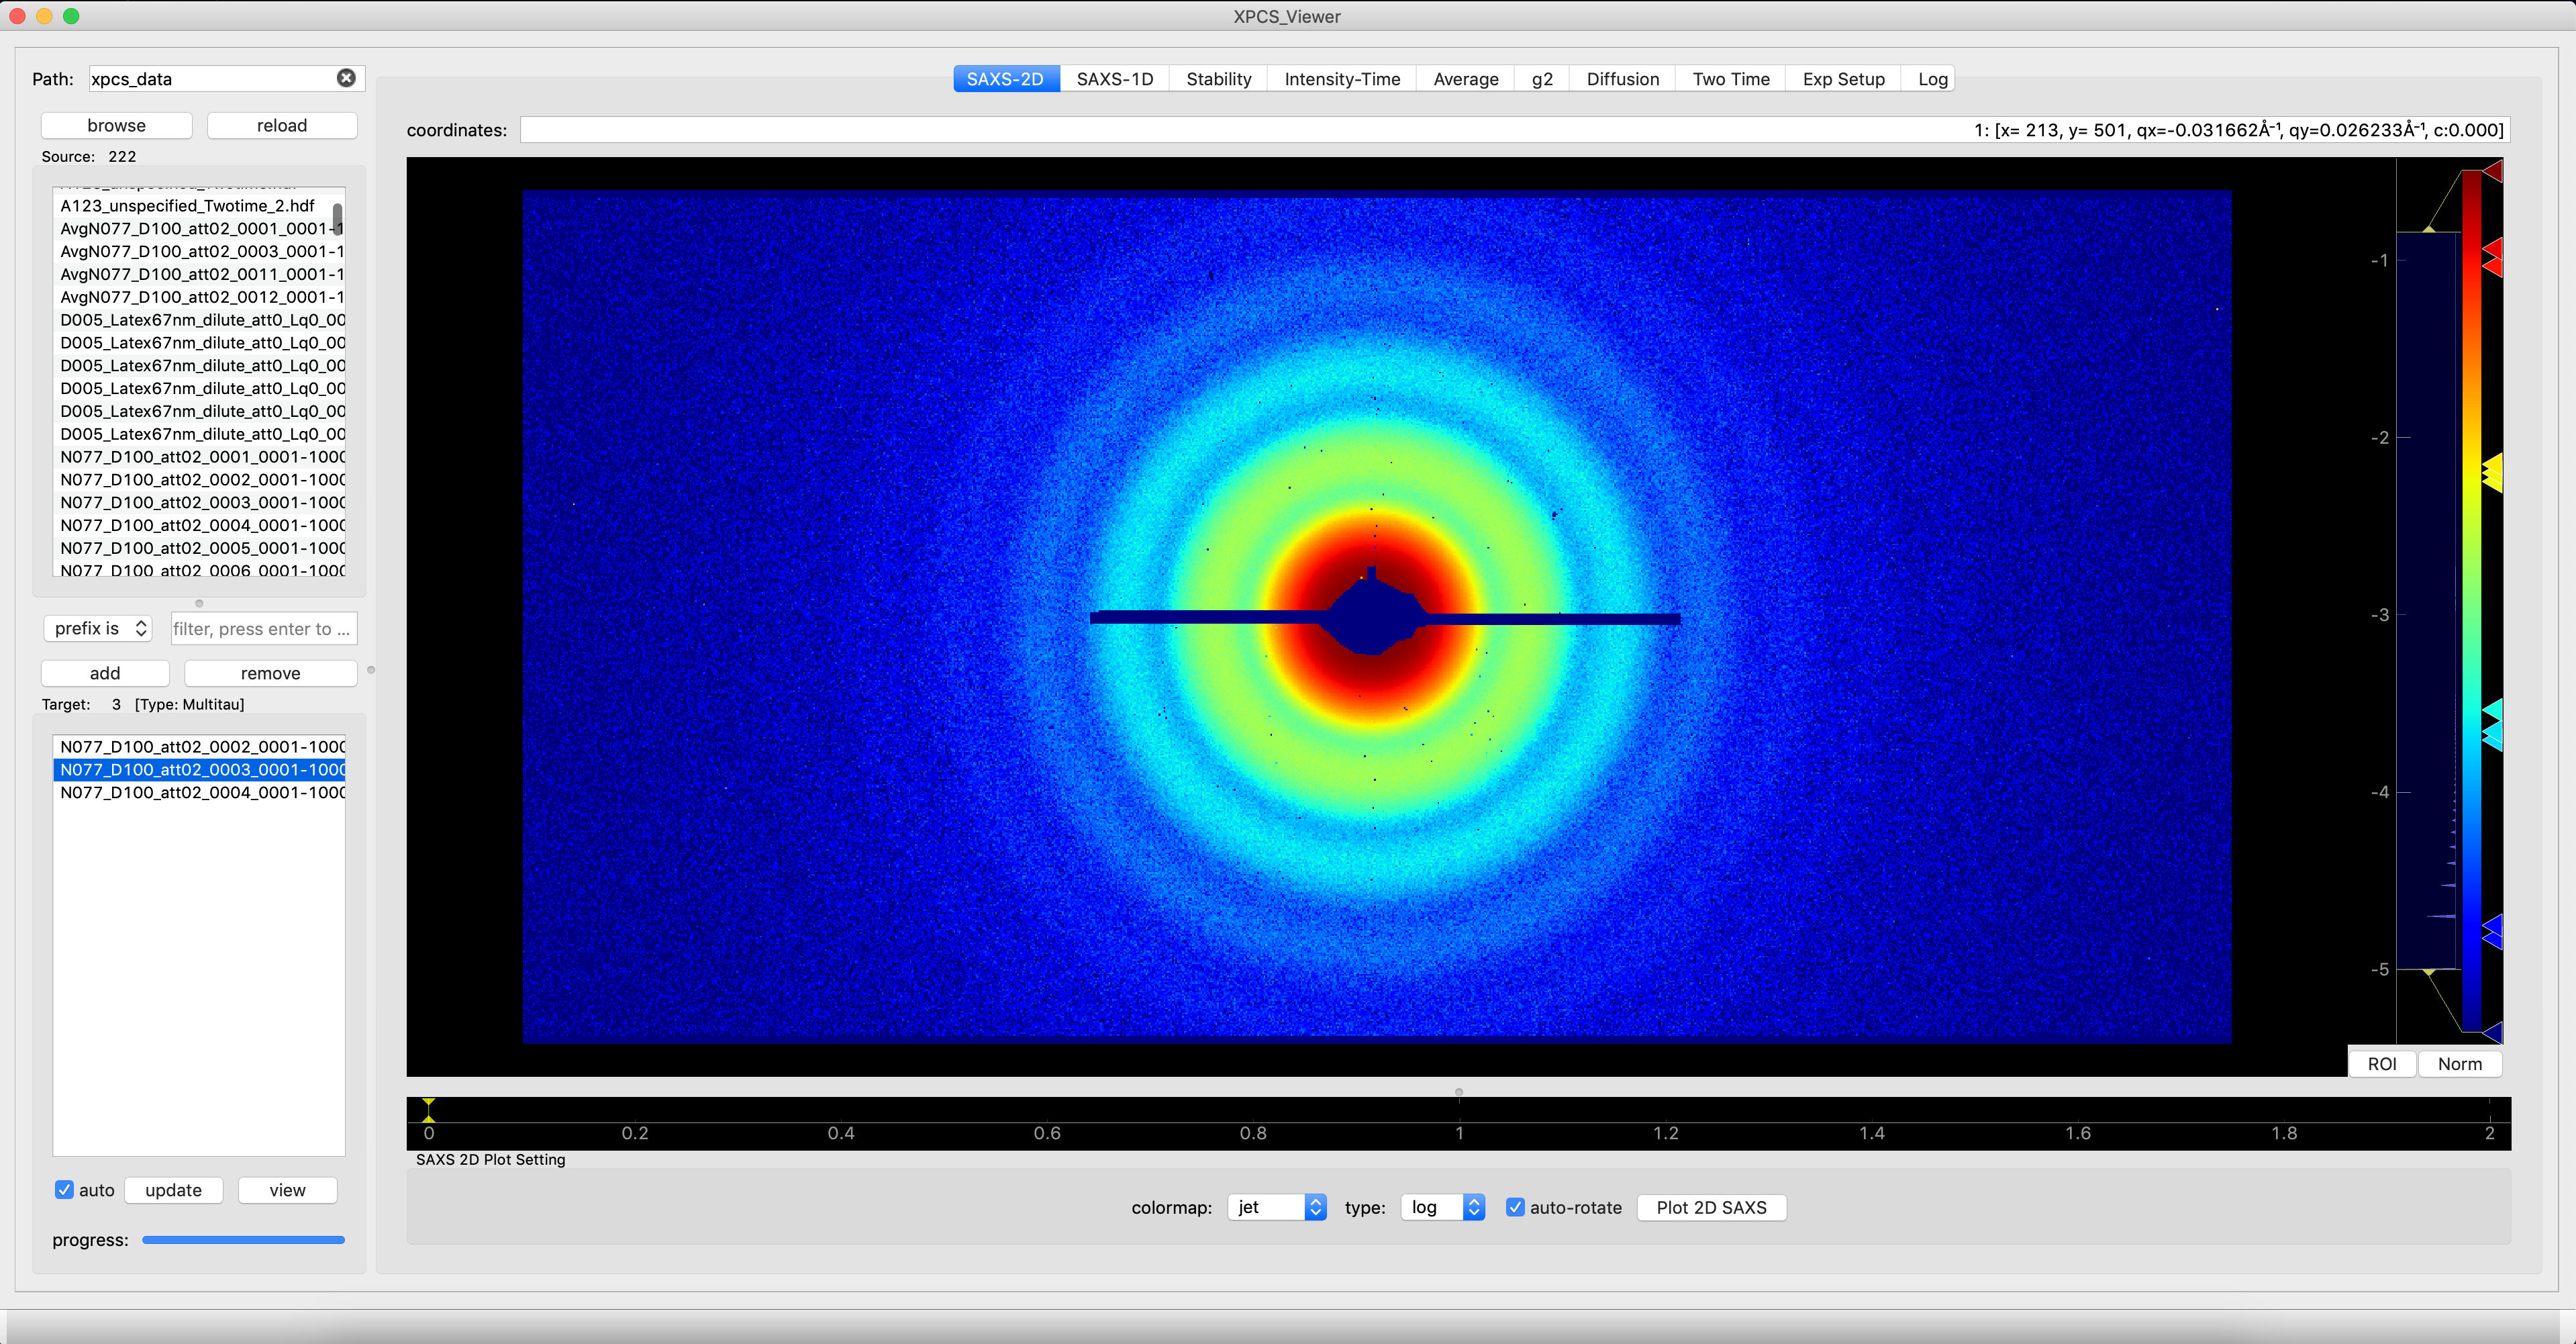 XPCS_Viewer
Path: xpcs_data
browse reload
Source: 222
A123_unspecified_Twotime_2.hdf
AvgN077_D100_att02_0001_0001-1
AvgN077_D100_att02_0003_0001-1
AvgN077_D100_att02_0011_0001-1
AvgN077_D100_att02_0012_0001-1
D005_Latex67nm_dilute_att0_Lq0_00
D005_Latex67nm_dilute_att0_Lq0_00
D005_Latex67nm_dilute_att0_Lq0_00
D005_Latex67nm_dilute_att0_Lq0_00
D005_Latex67nm_dilute_att0_Lq0_00
D005_Latex67nm_dilute_att0_Lq0_00
N077_D100_att02_0001_0001-1000
N077_D100_att02_0002_0001-1000
N077_D100_att02_0003_0001-1000
N077_D100_att02_0004_0001-1000
N077_D100_att02_0005_0001-1000
N077_D100_att02_0006_0001-1000
prefix is filter, press enter to ...
add remove
Target: 3 [Type: Multitau]
N077_D100_att02_0002_0001-1000
N077_D100_att02_0003_0001-1000
N077_D100_att02_0004_0001-1000
auto update view
progress:
SAXS-2D SAXS-1D Stability Intensity-Time Average g2 Diffusion Two Time Exp Setup Log
coordinates: 1: [x= 213, y= 501, qx=-0.031662Å⁻¹, qy=0.026233Å⁻¹, c:0.000]
-1
-2
-3
-4
-5
ROI Norm
0 0.2 0.4 0.6 0.8 1 1.2 1.4 1.6 1.8 2
SAXS 2D Plot Setting
colormap: jet type: log auto-rotate Plot 2D SAXS